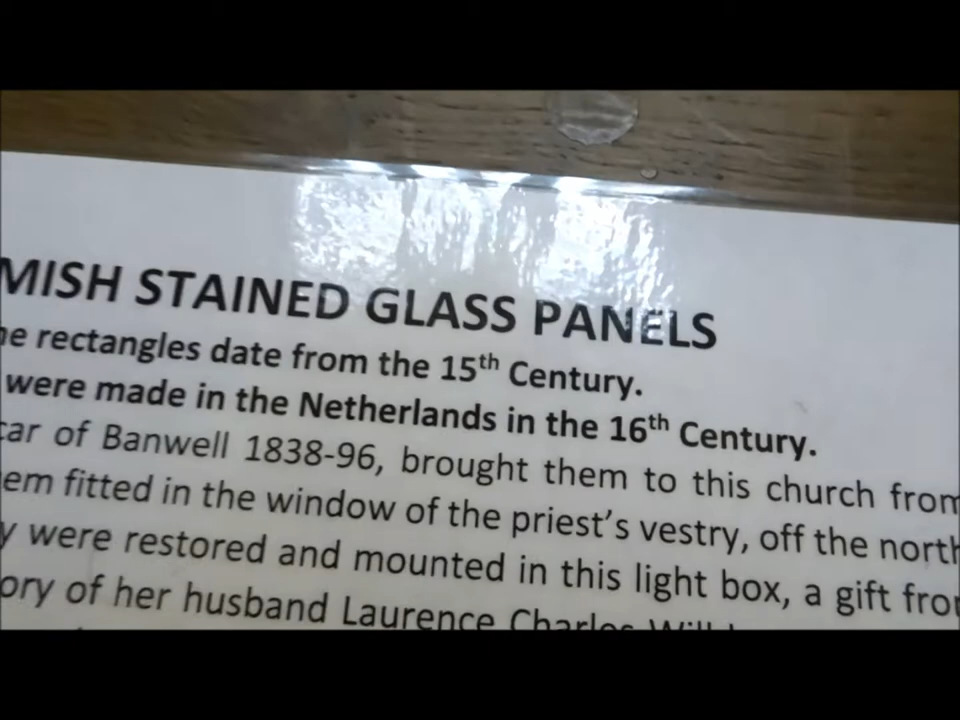 MISH STAINED GLASS PANELS
he rectangles date from the 15th Century.
were made in the Netherlands in the 16th Century.
car of Banwell 1838-96, brought them to this church from
em fitted in the window of the priest's vestry, off the north
y were restored and mounted in this light box, a gift from
ory of her husband Laurence Charles